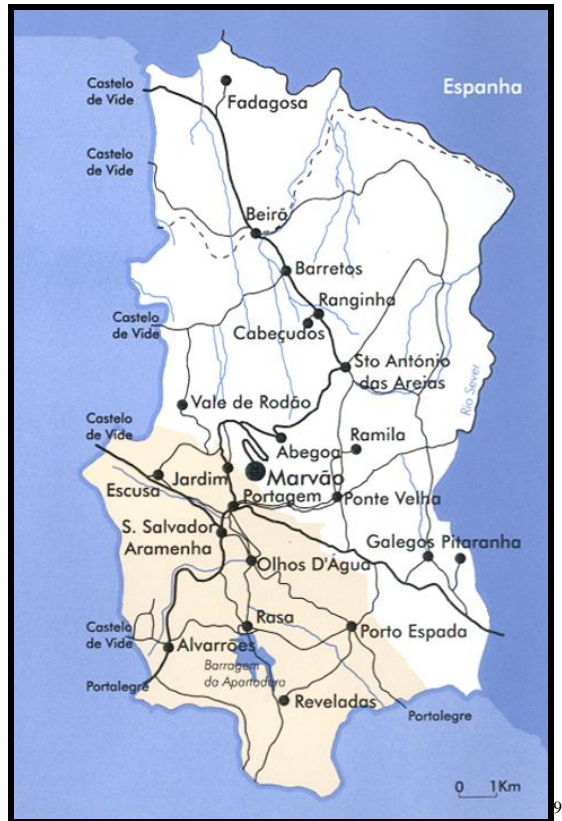 Castelo
de Vide
Fadagosa
Espanha
Castelo
de Vide
Beirã
Barretos
Ranginha
Castelo
de Vide
Cabeçudos
Sto António
das Areias
Rio Sever
Vale de Rodão
Castelo
de Vide
Abegoa
Ramila
Jardim
Marvão
Escusa
Portagem
Ponte Velha
S. Salvador
Aramenha
Galegos
Pitaranha
Olhos D'Água
Rasa
Castelo
de Vide
Porto Espada
Alvarrões
Barragem
da Apartadura
Portalegre
Reveladas
Portalegre
0 1Km
9